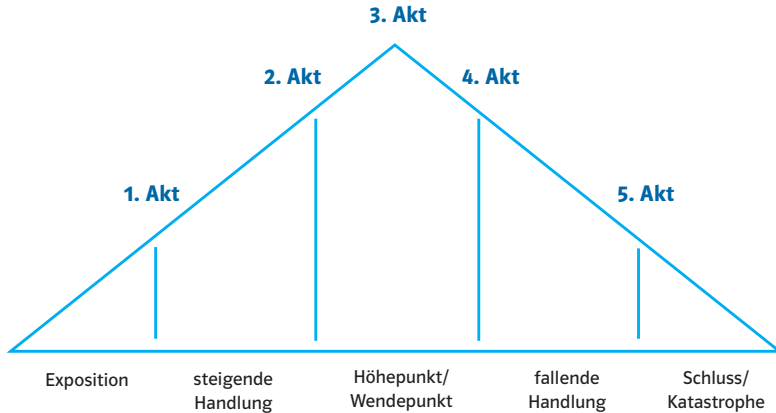 3. Akt
2. Akt
4. Akt
1. Akt
5. Akt
Exposition
steigende
Handlung
Höhepunkt/
Wendepunkt
fallende
Handlung
Schluss/
Katastrophe